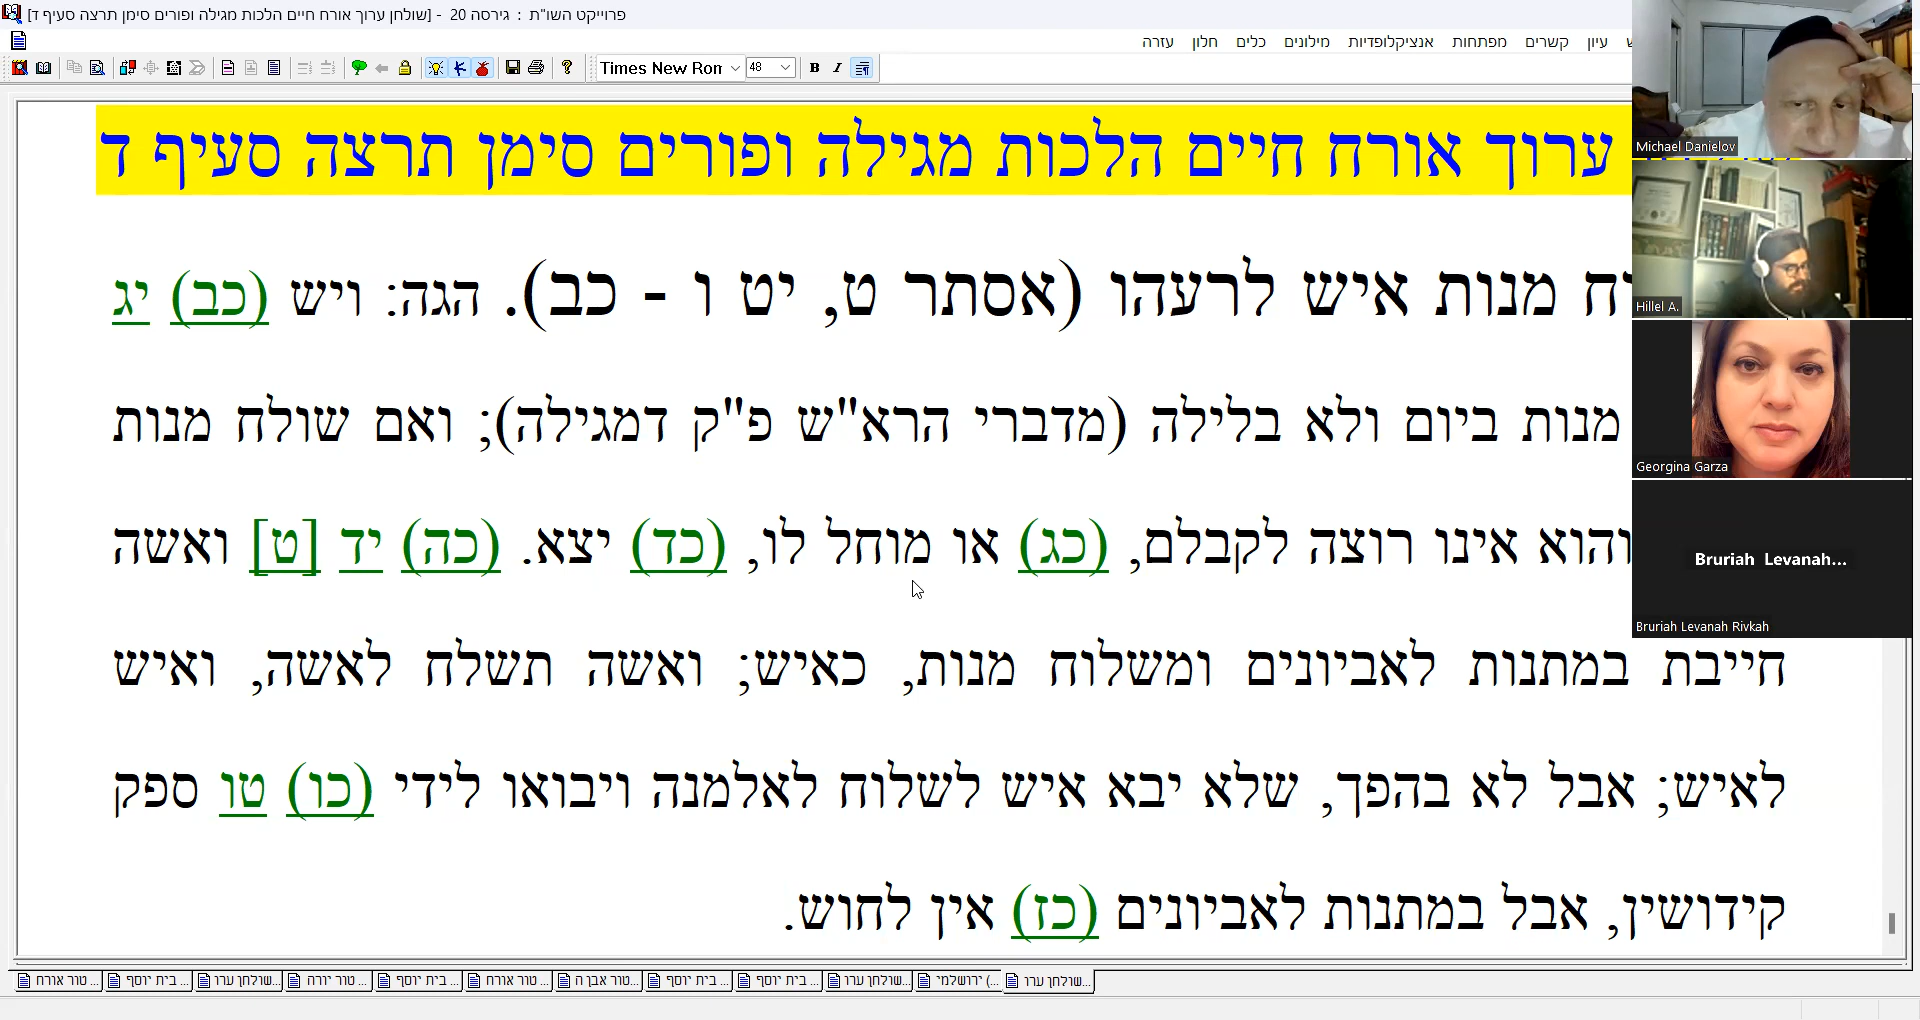 פרוייקט השו"ת : גירסה 20 - [שולחן ערוך אורח חיים הלכות מגילה ופורים סימן תרצה סעיף ד]
עיון קשרים מפתחות אנציקלופדיות מילונים כלים חלון עזרה
Times New Ron 48 B I
ערוך אורח חיים הלכות מגילה ופורים סימן תרצה סעיף ד
מנות איש לרעהו (אסתר ט, יט ו - כב). הגה: ויש (כב) יג
מנות ביום ולא בלילה (מדברי הרא"ש פ"ק דמגילה); ואם שולח מנות
והוא אינו רוצה לקבלם, (כג) או מוחל לו, (כד) יצא. (כה) יד [ט] ואשה
חייבת במתנות לאביונים ומשלוח מנות, כאיש; ואשה תשלח לאשה, ואיש
לאיש; אבל לא בהפך, שלא יבא איש לשלוח לאלמנה ויבואו לידי (כו) טו ספק
קידושין, אבל במתנות לאביונים (כז) אין לחוש.
Michael Danielov
Hillel A.
Georgina Garza
Bruriah Levanah...
Bruriah Levanah Rivkah
שולחן ערו... ירושלמי (... שולחן ערו... בית יוסף ... בית יוסף ... טור אבן ה... טור אורח ... בית יוסף ... טור יורה ... שולחן ערו... בית יוסף ... טור אורח ...